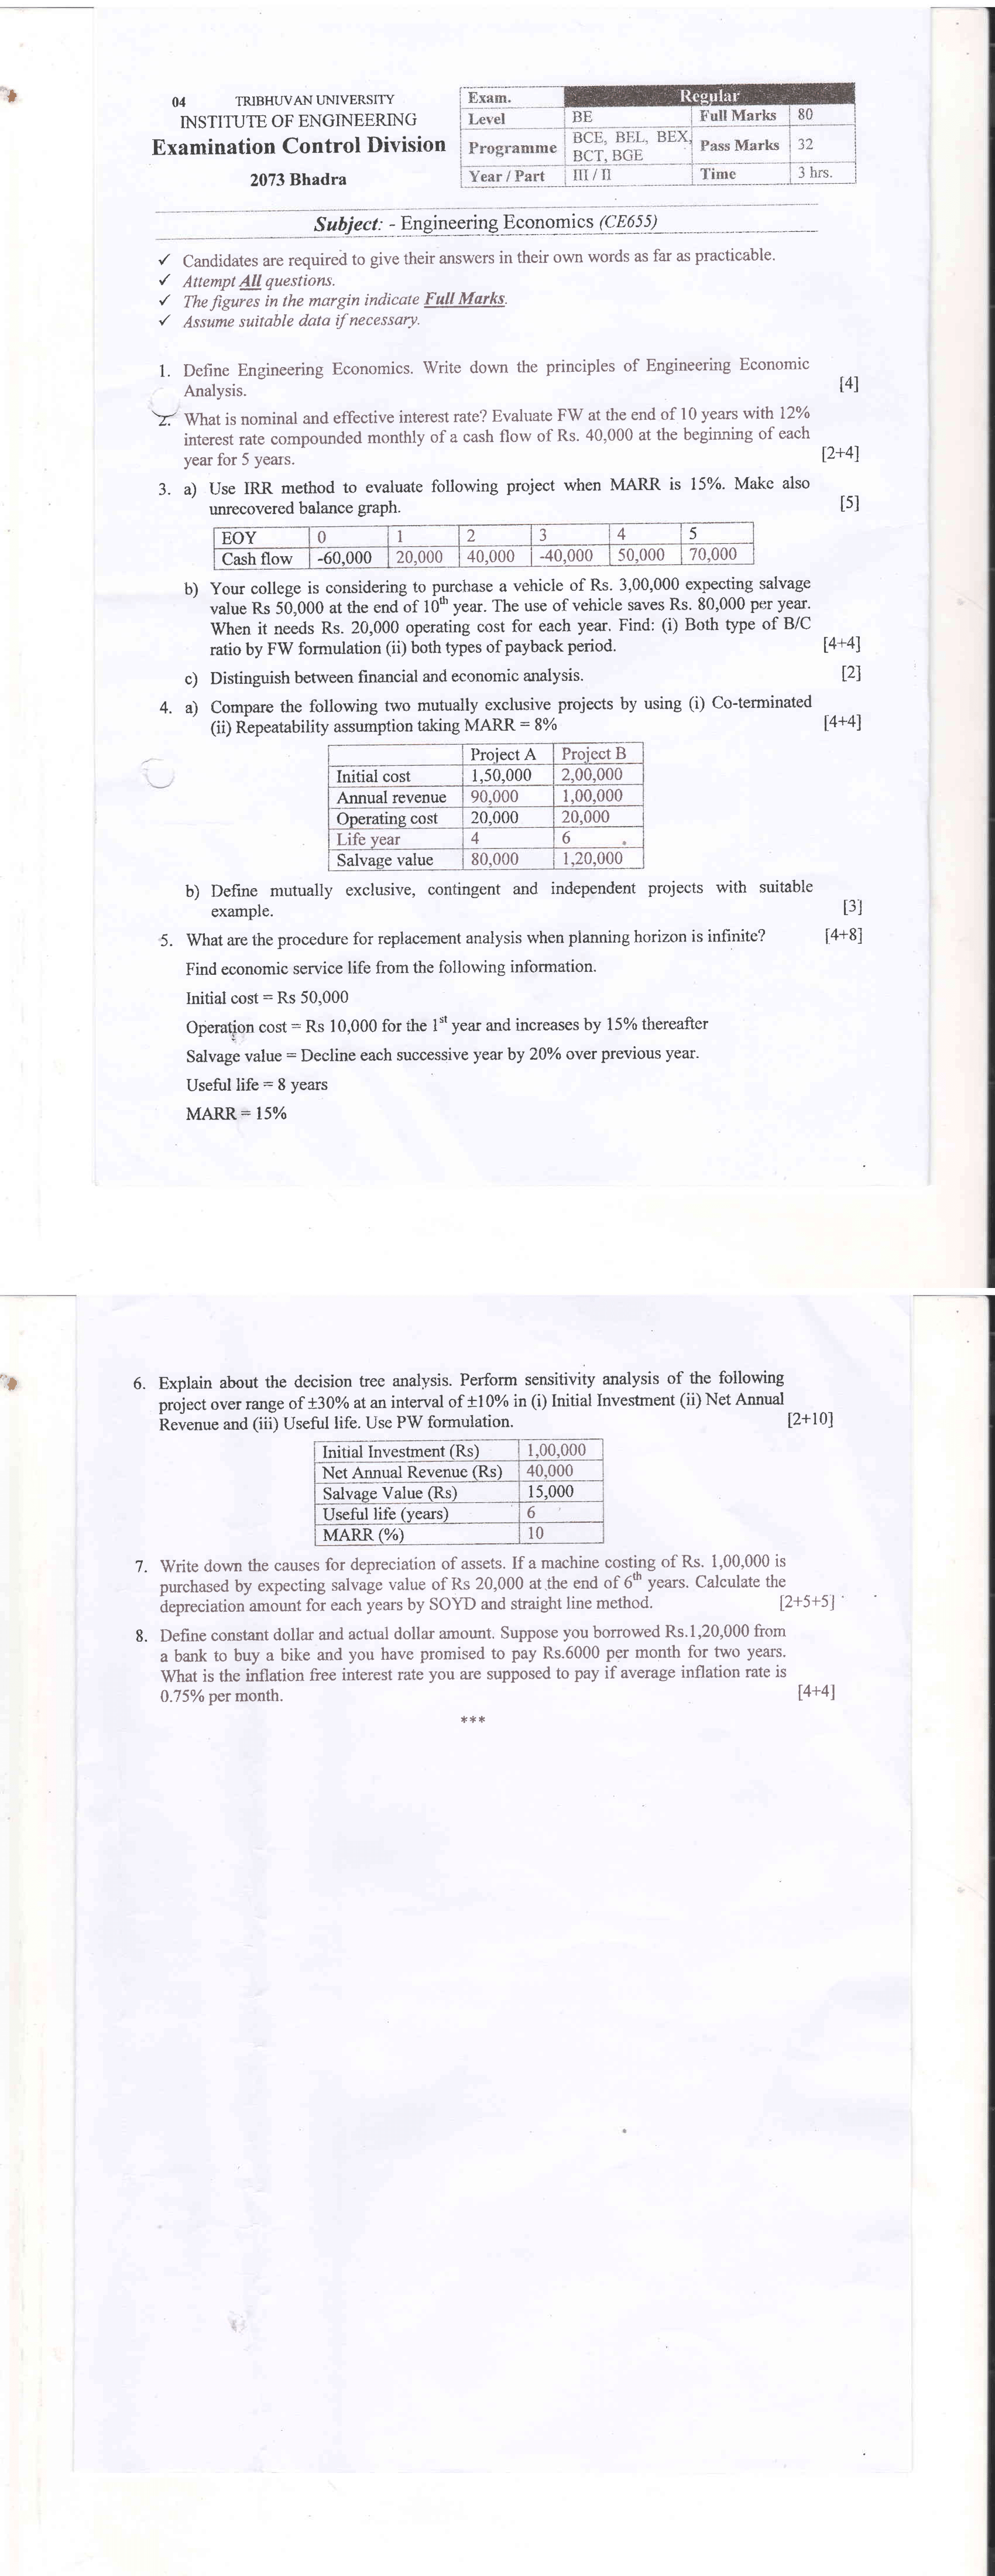 04 TRIBHUVAN UNIVERSITY
INSTITUTE OF ENGINEERING
Examination Control Division
2073 Bhadra
Exam. Regular
Level BE Full Marks 80
Programme BCE, BEL, BEX, BCT, BGE Pass Marks 32
Year / Part III / II Time 3 hrs.
Subject: - Engineering Economics (CE655)
✓ Candidates are required to give their answers in their own words as far as practicable.
✓ Attempt All questions.
✓ The figures in the margin indicate Full Marks.
✓ Assume suitable data if necessary.
1. Define Engineering Economics. Write down the principles of Engineering Economic
Analysis. [4]
2. What is nominal and effective interest rate? Evaluate FW at the end of 10 years with 12%
interest rate compounded monthly of a cash flow of Rs. 40,000 at the beginning of each
year for 5 years. [2+4]
3. a) Use IRR method to evaluate following project when MARR is 15%. Make also
unrecovered balance graph. [5]
EOY 0 1 2 3 4 5
Cash flow -60,000 20,000 40,000 -40,000 50,000 70,000
b) Your college is considering to purchase a vehicle of Rs. 3,00,000 expecting salvage
value Rs 50,000 at the end of 10th year. The use of vehicle saves Rs. 80,000 per year.
When it needs Rs. 20,000 operating cost for each year. Find: (i) Both type of B/C
ratio by FW formulation (ii) both types of payback period. [4+4]
c) Distinguish between financial and economic analysis. [2]
4. a) Compare the following two mutually exclusive projects by using (i) Co-terminated
(ii) Repeatability assumption taking MARR = 8% [4+4]
Project A Project B
Initial cost 1,50,000 2,00,000
Annual revenue 90,000 1,00,000
Operating cost 20,000 20,000
Life year 4 6
Salvage value 80,000 1,20,000
b) Define mutually exclusive, contingent and independent projects with suitable
example. [3]
5. What are the procedure for replacement analysis when planning horizon is infinite? [4+8]
Find economic service life from the following information.
Initial cost = Rs 50,000
Operation cost = Rs 10,000 for the 1st year and increases by 15% thereafter
Salvage value = Decline each successive year by 20% over previous year.
Useful life = 8 years
MARR = 15%
6. Explain about the decision tree analysis. Perform sensitivity analysis of the following
project over range of ±30% at an interval of ±10% in (i) Initial Investment (ii) Net Annual
Revenue and (iii) Useful life. Use PW formulation. [2+10]
Initial Investment (Rs) 1,00,000
Net Annual Revenue (Rs) 40,000
Salvage Value (Rs) 15,000
Useful life (years) 6
MARR (%) 10
7. Write down the causes for depreciation of assets. If a machine costing of Rs. 1,00,000 is
purchased by expecting salvage value of Rs 20,000 at the end of 6th years. Calculate the
depreciation amount for each years by SOYD and straight line method. [2+5+5]
8. Define constant dollar and actual dollar amount. Suppose you borrowed Rs.1,20,000 from
a bank to buy a bike and you have promised to pay Rs.6000 per month for two years.
What is the inflation free interest rate you are supposed to pay if average inflation rate is
0.75% per month. [4+4]
***